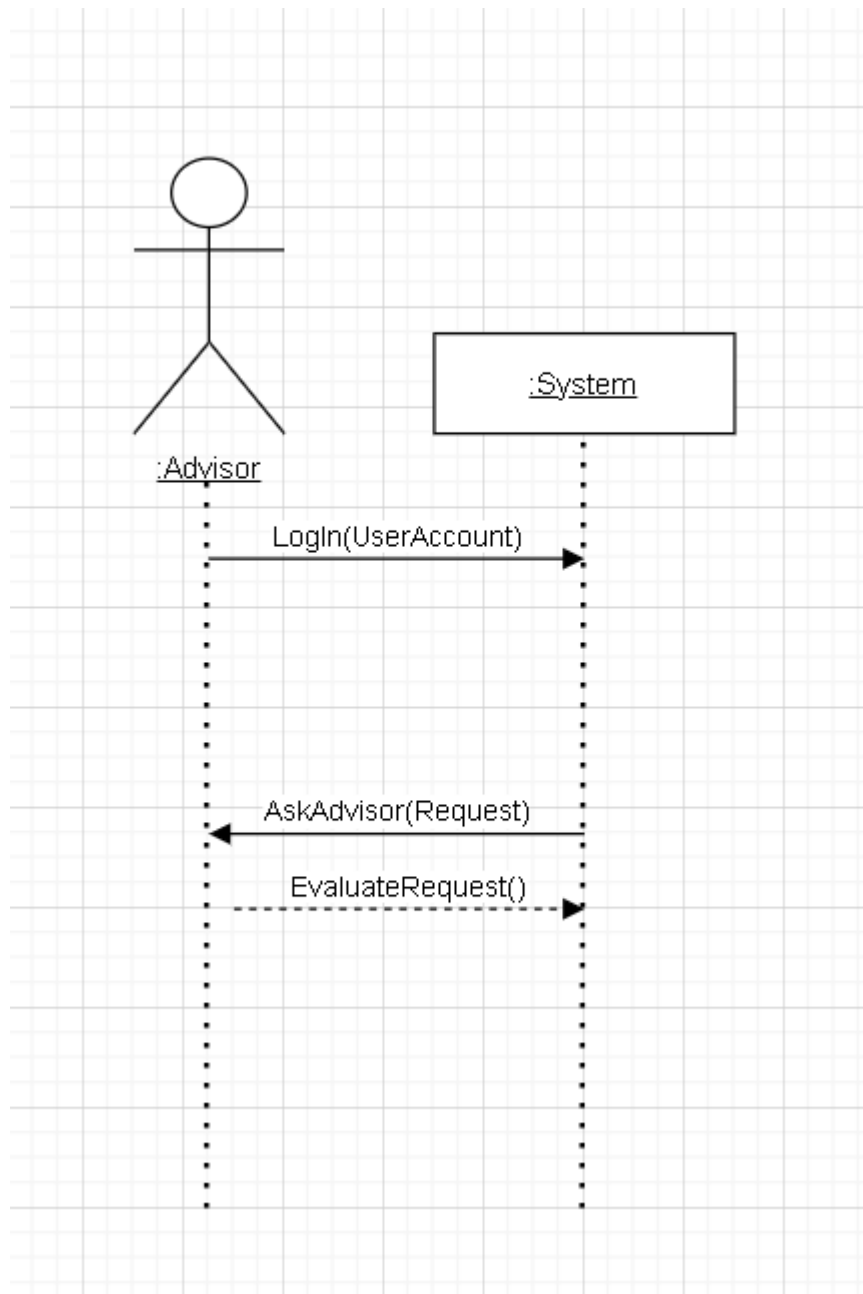 :System
:Advisor
LogIn(UserAccount)
AskAdvisor(Request)
EvaluateRequest()